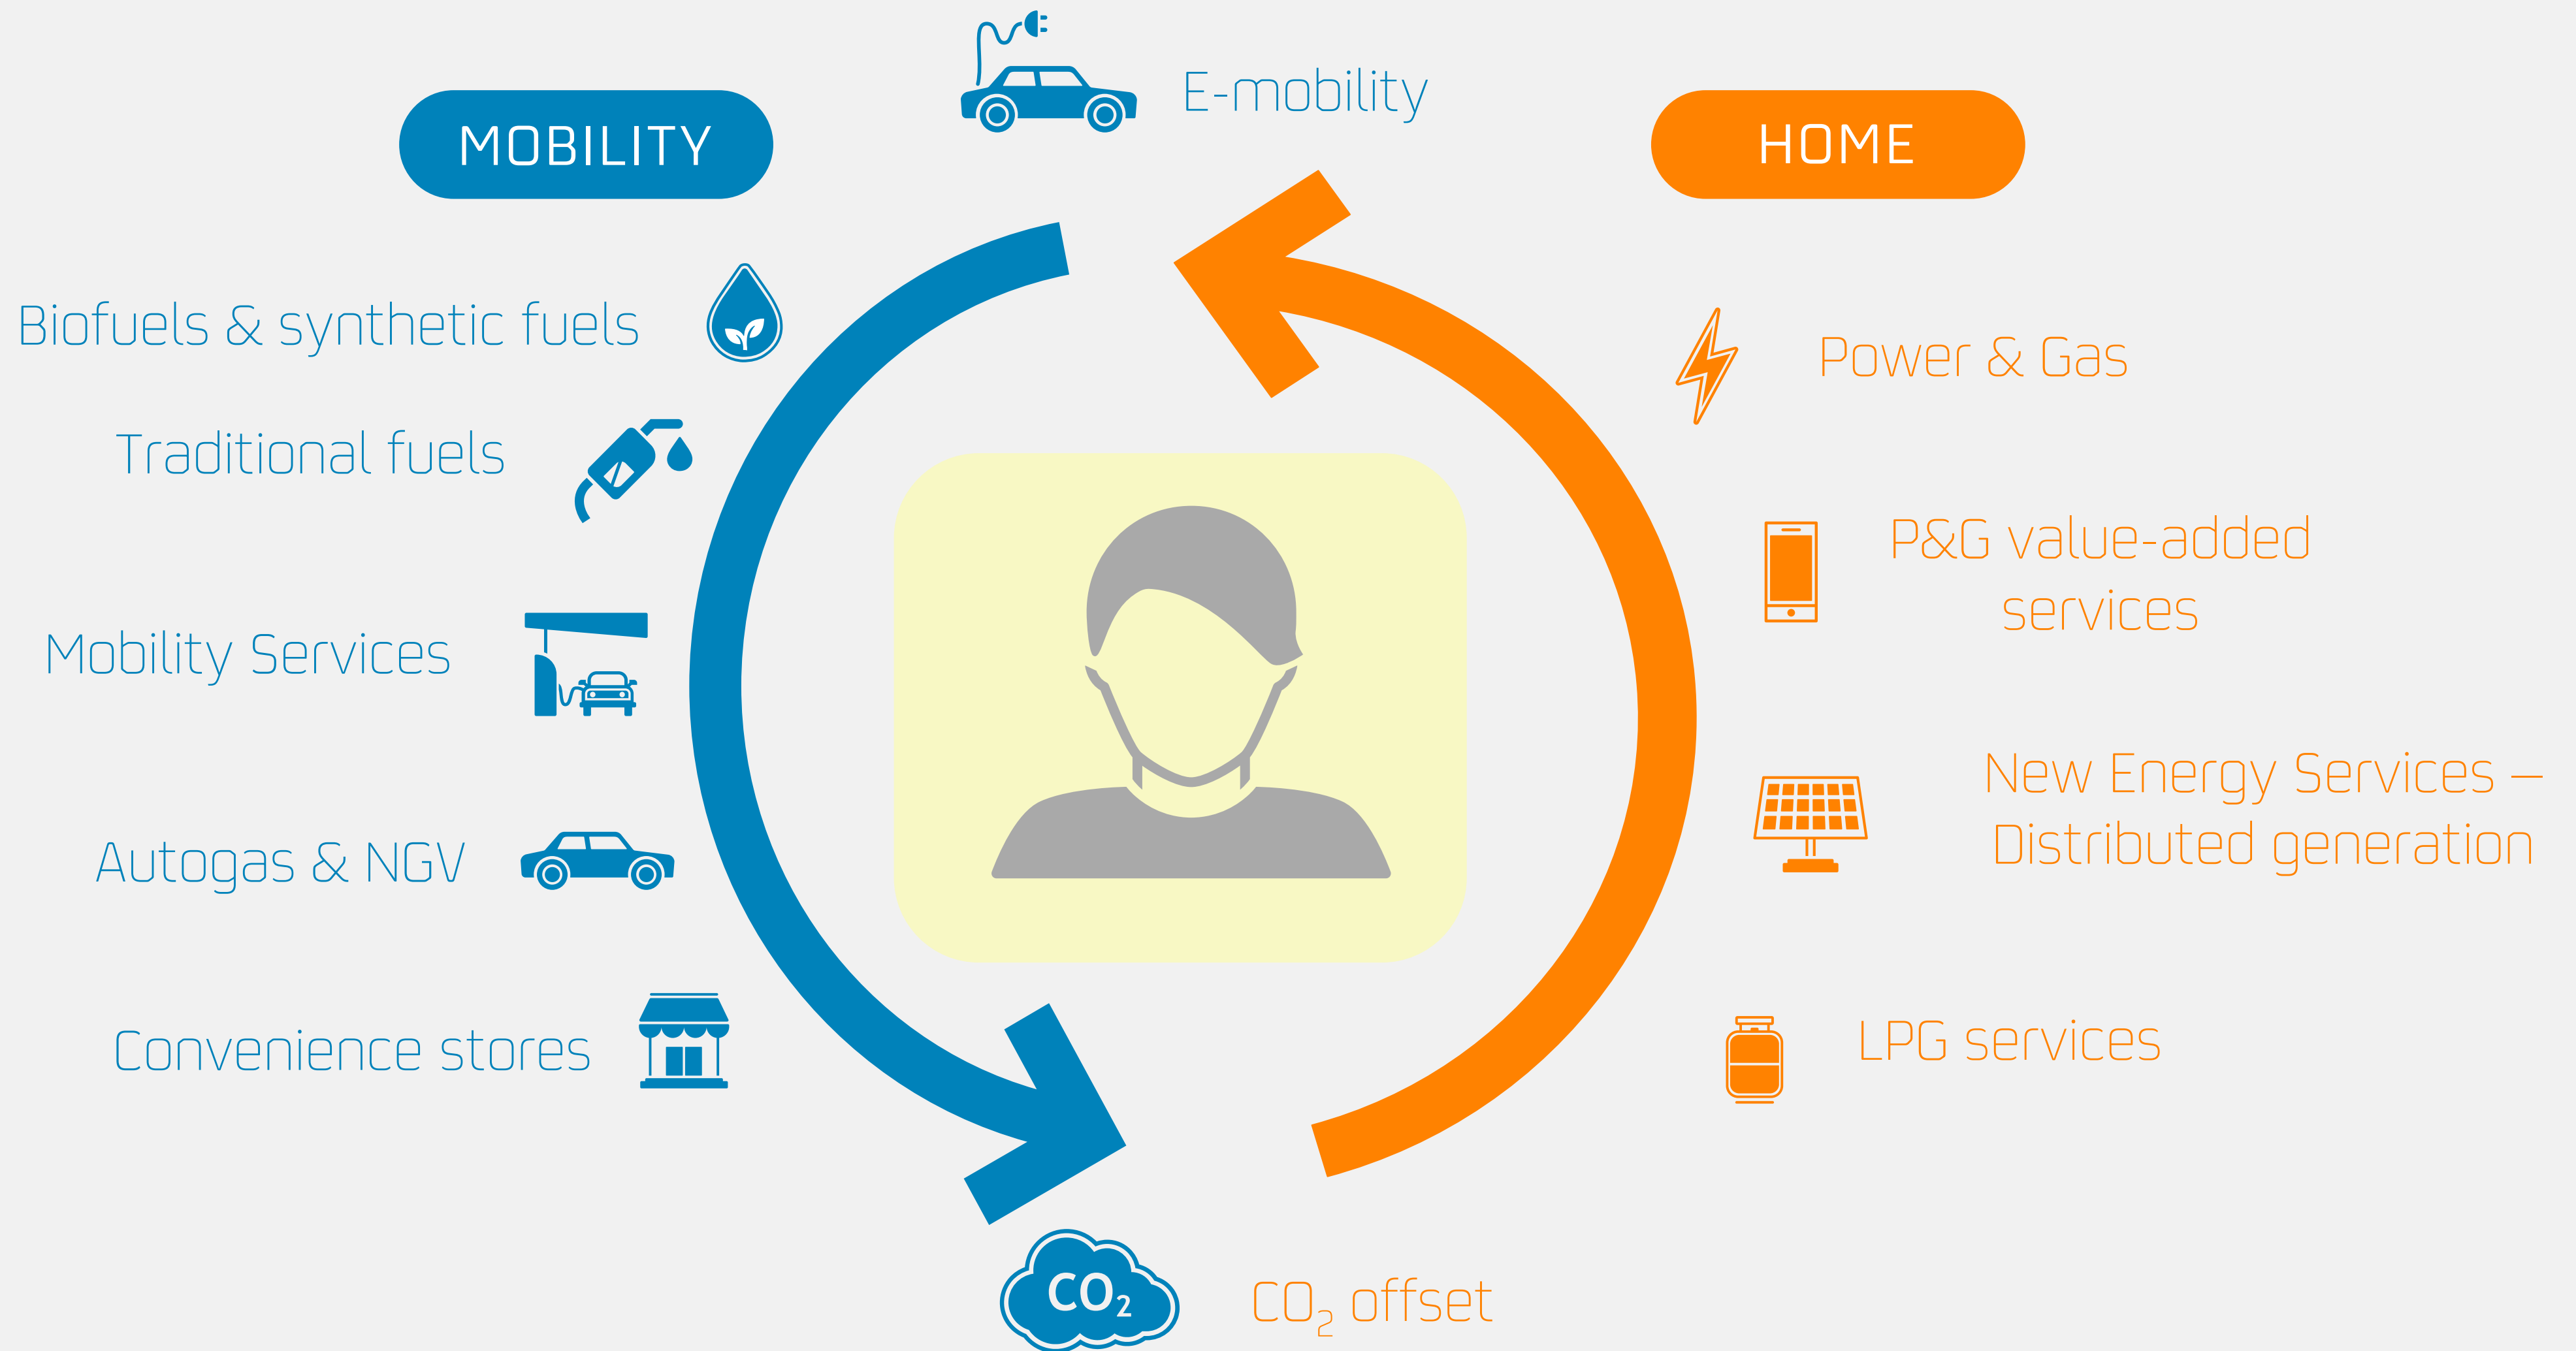 E-mobility
MOBILITY
HOME
Biofuels & synthetic fuels
Traditional fuels
Mobility Services
Autogas & NGV
Convenience stores
Power & Gas
P&G value-added
services
New Energy Services –
Distributed generation
LPG services
CO₂
CO₂ offset